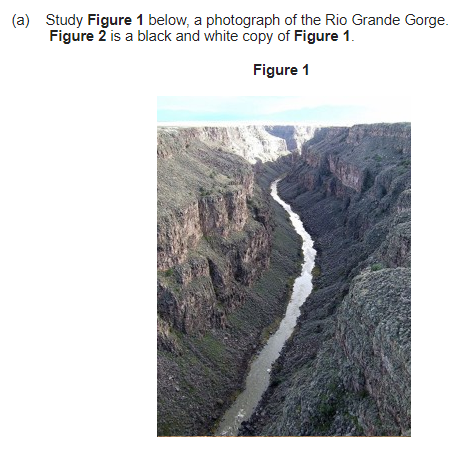 (a) Study Figure 1 below, a photograph of the Rio Grande Gorge.
Figure 2 is a black and white copy of Figure 1.
Figure 1